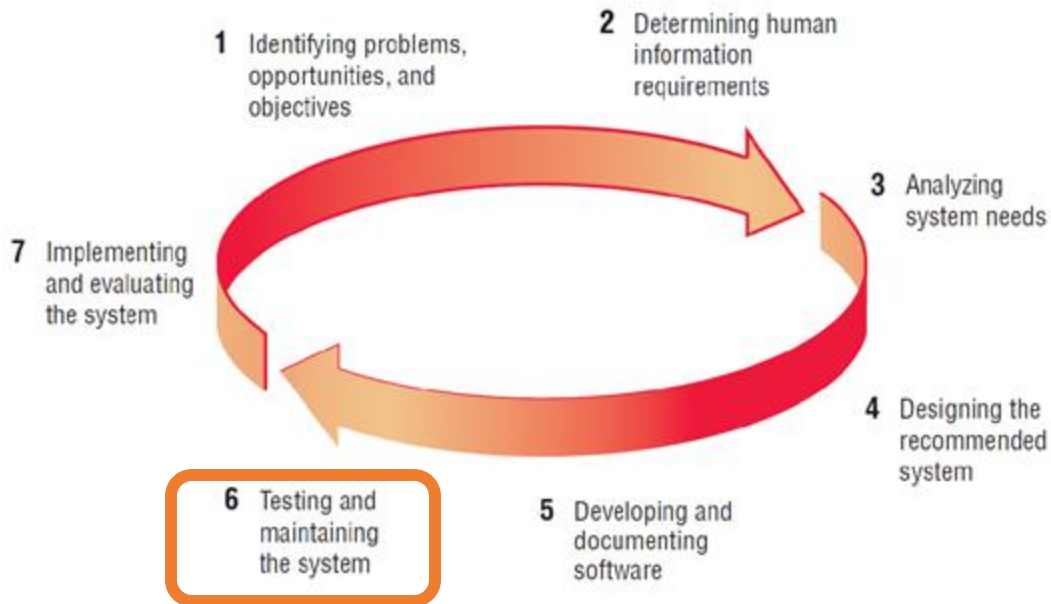 1 Identifying problems,
opportunities, and
objectives
2 Determining human
information
requirements
3 Analyzing
system needs
4 Designing the
recommended
system
5 Developing and
documenting
software
6 Testing and
maintaining
the system
7 Implementing
and evaluating
the system